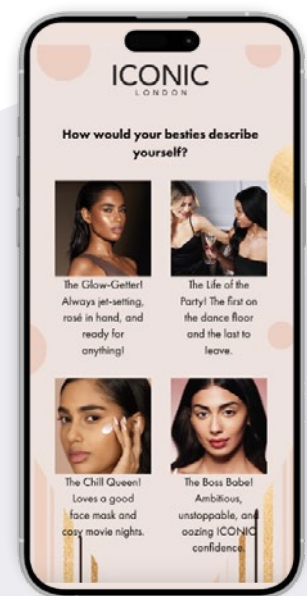 ICONIC
LONDON
How would your besties describe
yourself?
The Glow-Getter!
Always jet-setting,
rosé in hand, and
ready for
anything!
The Life of the
Party! The first on
the dance floor
and the last to
leave.
The Chill Queen!
Loves a good
face mask and
cosy movie nights.
The Boss Babe!
Ambitious,
unstoppable, and
oozing ICONIC
confidence.